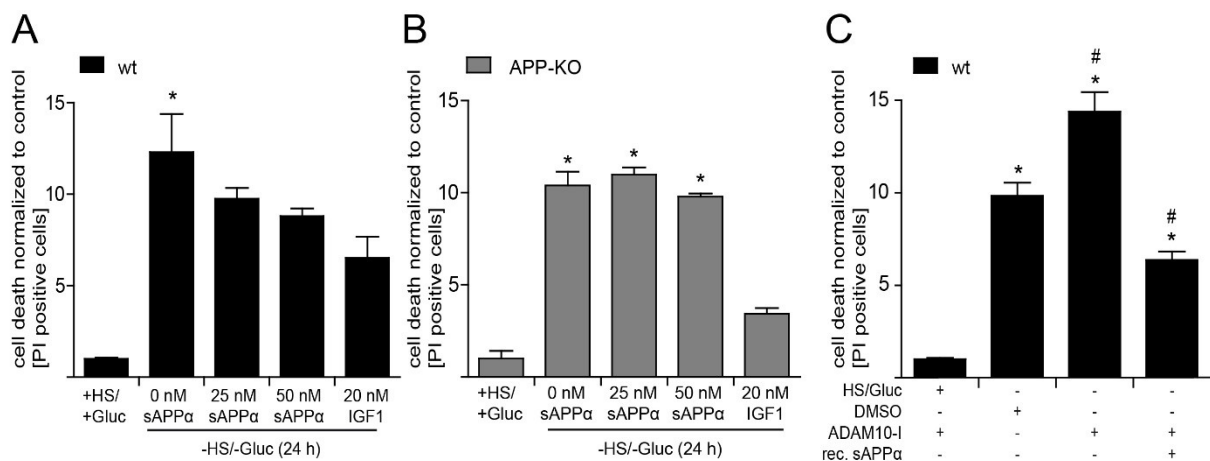 A
wt
cell death normalized to control
[PI positive cells]
15
10
5
*
+HS/ 0 nM 25 nM 50 nM 20 nM
+Gluc sAPPα sAPPα sAPPα IGF1
-HS/-Gluc (24 h)
B
APP-KO
cell death normalized to control
[PI positive cells]
15
10
5
* * *
+HS/ 0 nM 25 nM 50 nM 20 nM
+Gluc sAPPα sAPPα sAPPα IGF1
-HS/-Gluc (24 h)
C
wt
cell death normalized to control
[PI positive cells]
15
10
5
*
#
*
#
*
HS/Gluc + - - -
DMSO - + - -
ADAM10-I + - + +
rec. sAPPα - - - +